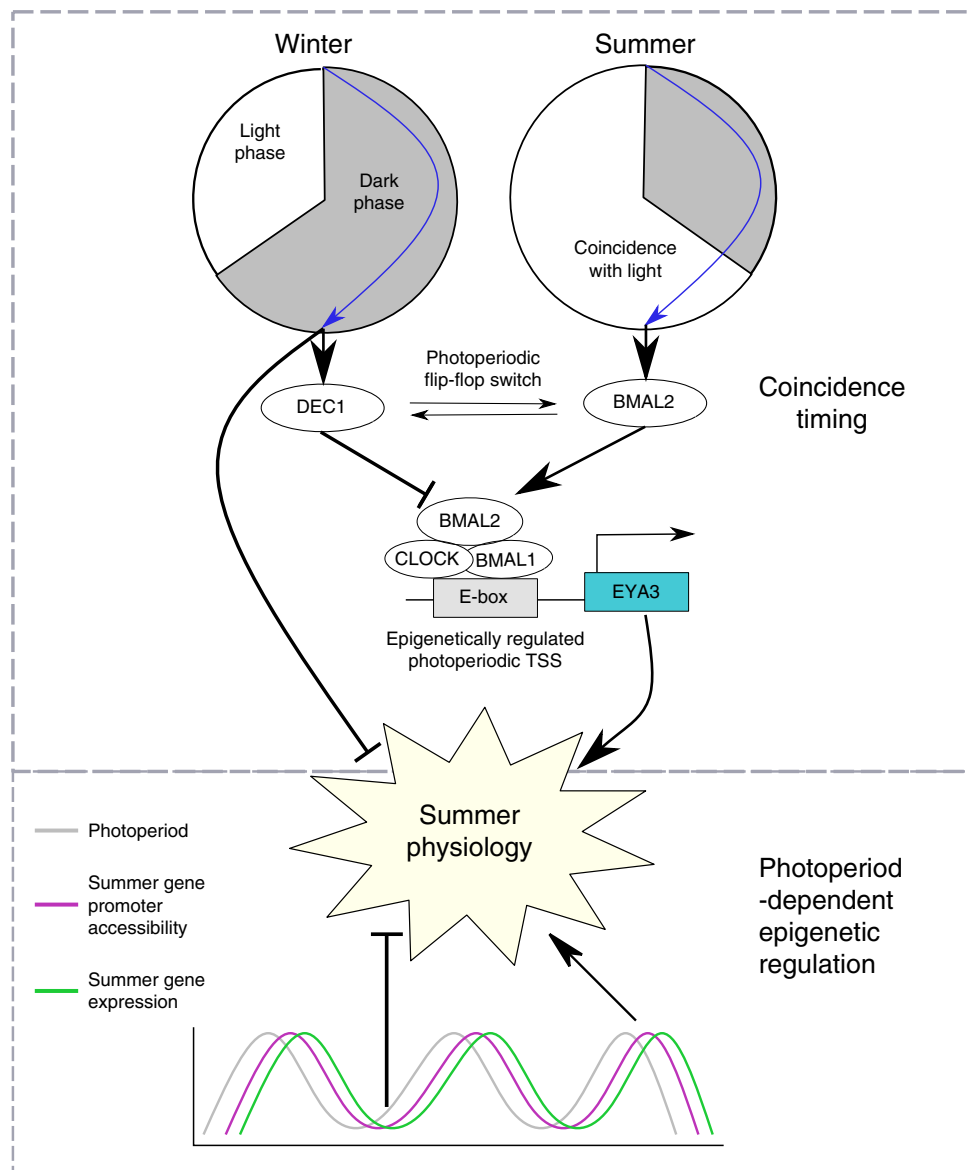 Winter
Summer
Light
phase
Dark
phase
Coincidence
with light
Photoperiodic
flip-flop switch
DEC1
BMAL2
Coincidence
timing
BMAL2
CLOCK
BMAL1
E-box
EYA3
Epigenetically regulated
photoperiodic TSS
Summer
physiology
Photoperiod
Summer gene
promoter
accessibility
Summer gene
expression
Photoperiod
-dependent
epigenetic
regulation